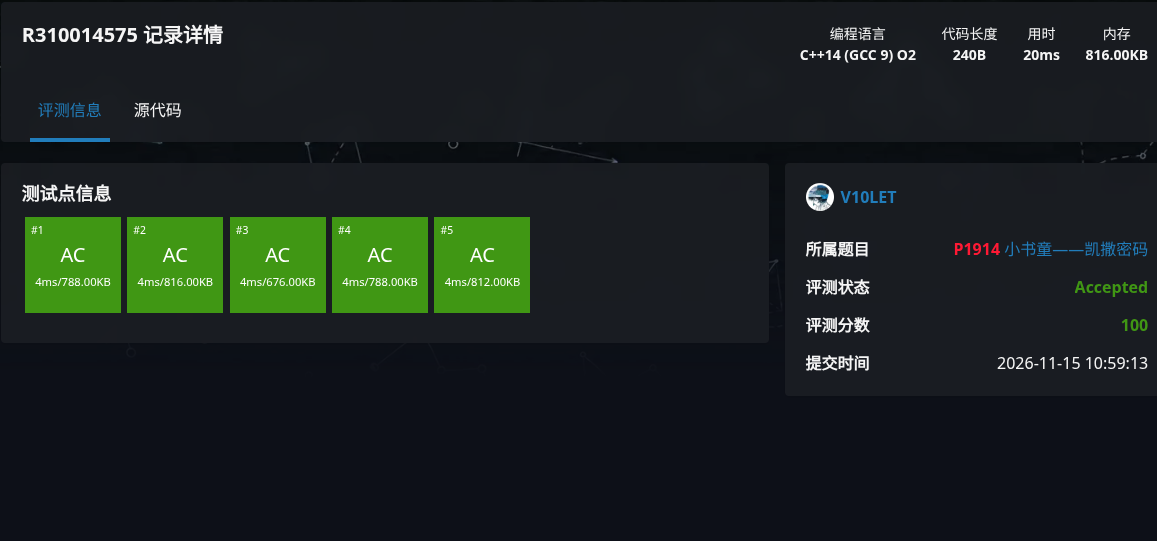 R310014575 记录详情
编程语言 代码长度 用时 内存
C++14 (GCC 9) O2 240B 20ms 816.00KB
评测信息 源代码
测试点信息
#1 #2 #3 #4 #5
AC AC AC AC AC
4ms/788.00KB 4ms/816.00KB 4ms/676.00KB 4ms/788.00KB 4ms/812.00KB
V10LET
所属题目 P1914 小书童——凯撒密码
评测状态 Accepted
评测分数 100
提交时间 2026-11-15 10:59:13